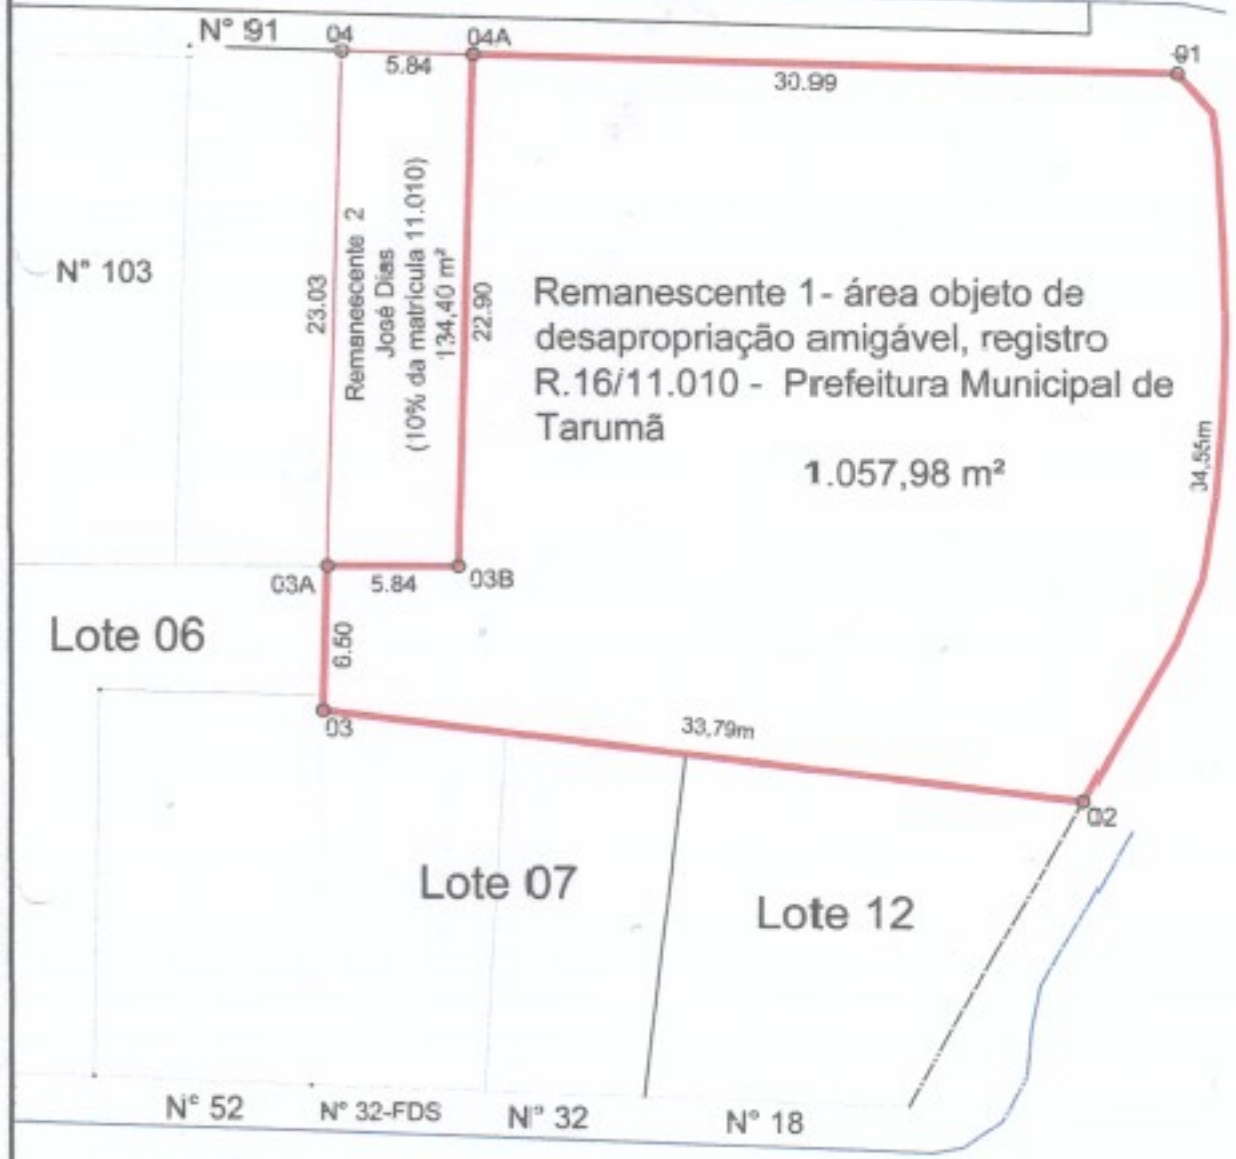 N° 91
04
04A
91
5.84
30.99
N° 103
23.03
Remanescente 2
José Dias
(10% da matrícula 11.010)
134,40 m²
22.90
Remanescente 1- área objeto de
desapropriação amigável, registro
R.16/11.010 - Prefeitura Municipal de
Tarumã
1.057,98 m²
34,55m
03A
5.84
03B
Lote 06
6.50
03
33,79m
02
Lote 07
Lote 12
N° 52
N° 32-FDS
N° 32
N° 18